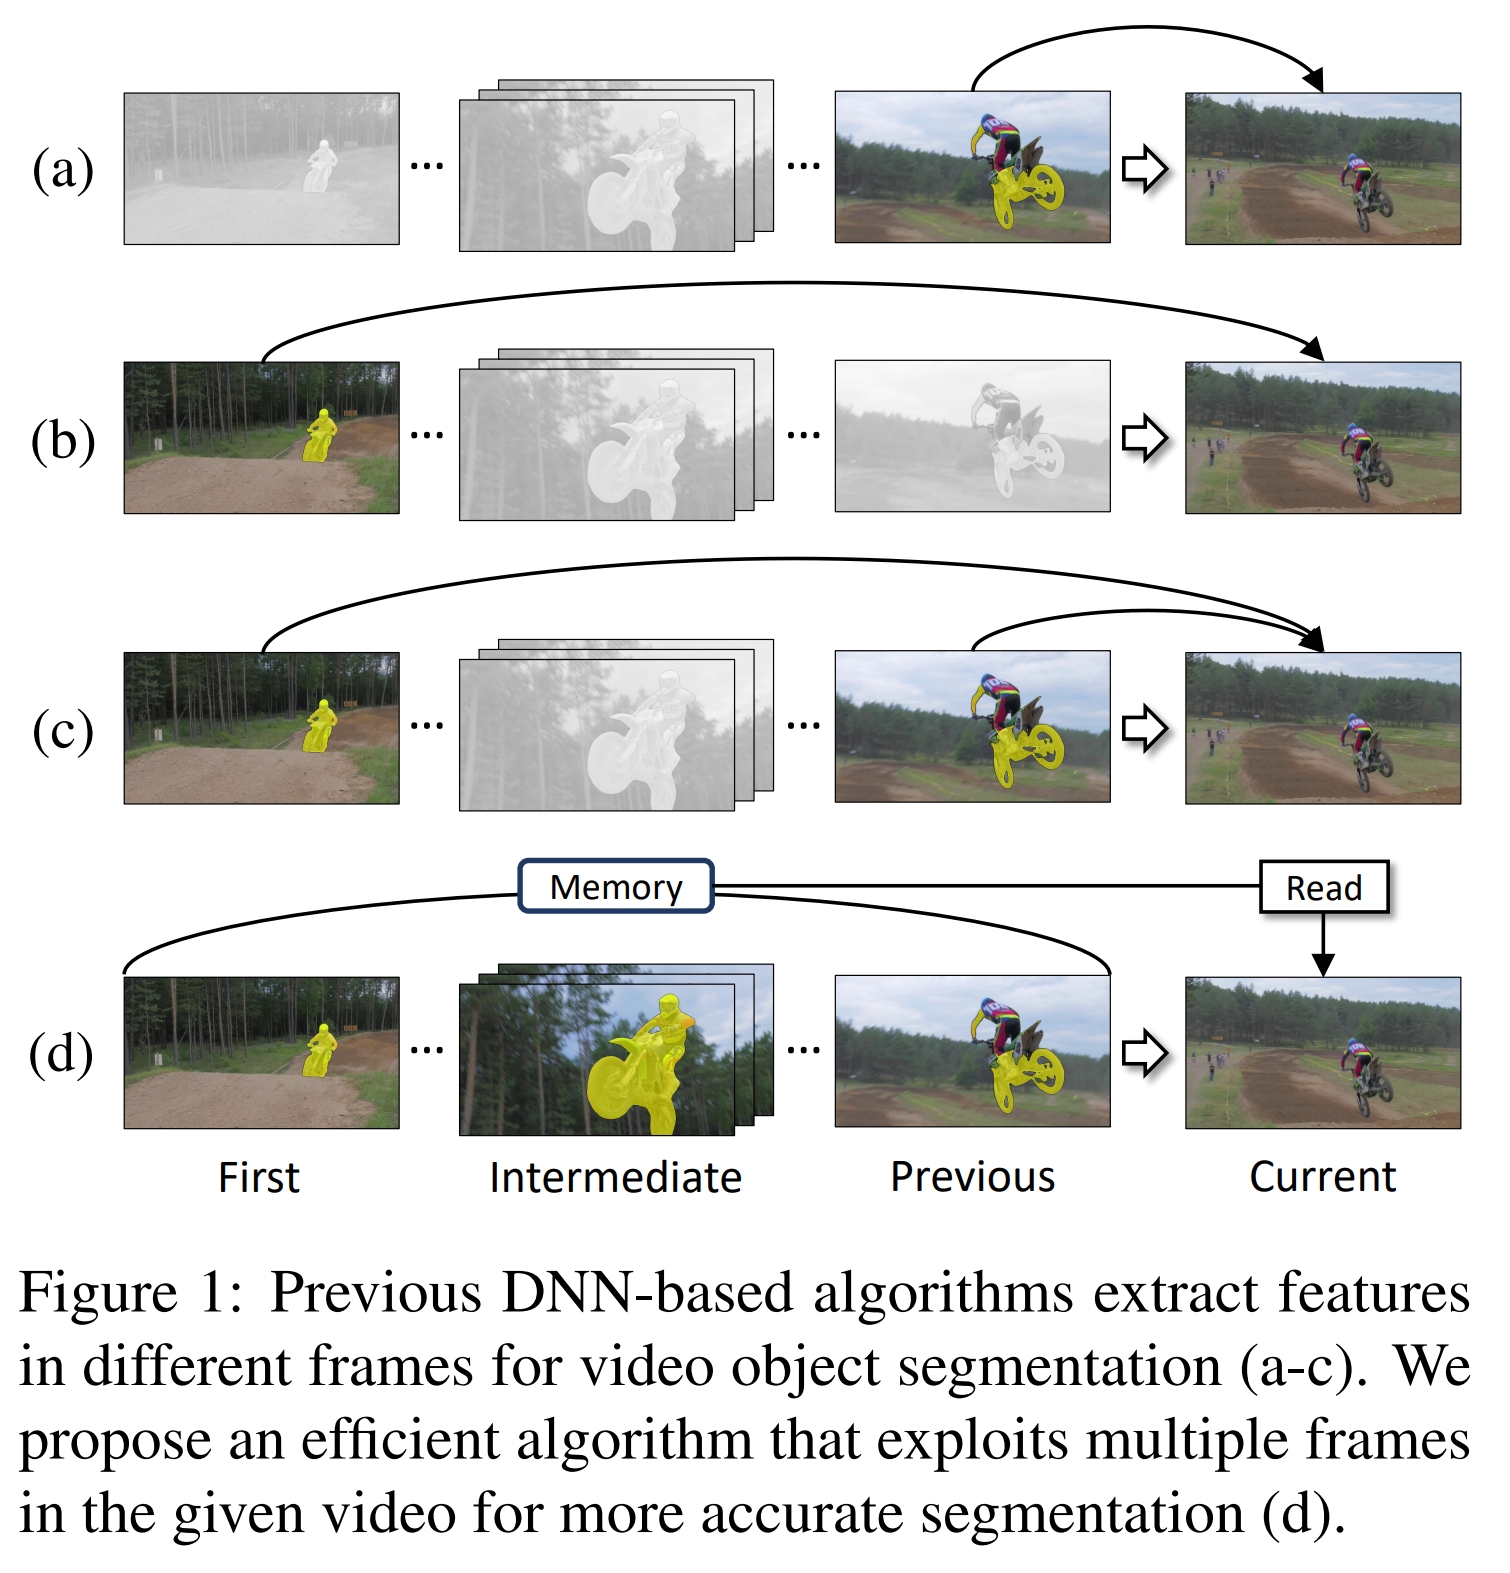 (a)
(b)
(c)
Memory
Read
(d)
First
Intermediate
Previous
Current
Figure 1: Previous DNN-based algorithms extract features
in different frames for video object segmentation (a-c). We
propose an efficient algorithm that exploits multiple frames
in the given video for more accurate segmentation (d).